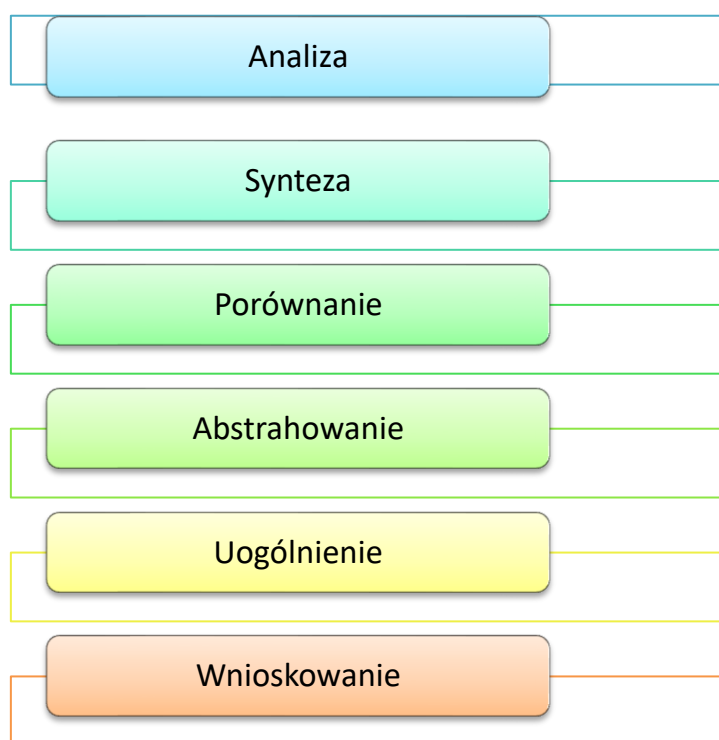 Analiza
Synteza
Porównanie
Abstrahowanie
Uogólnienie
Wnioskowanie